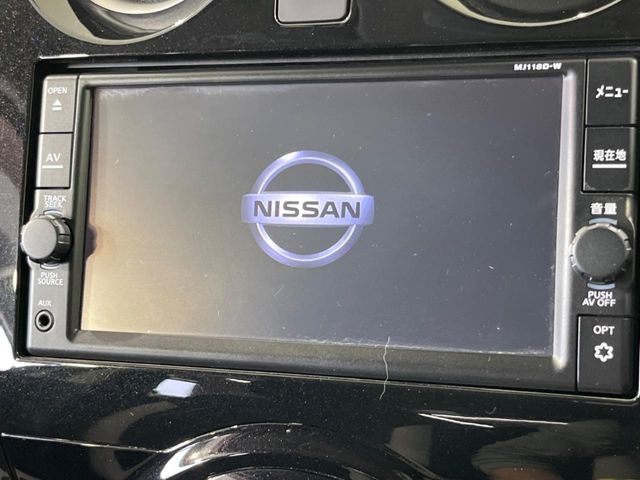 MJ118D-W
OPEN
AV
TRACK
SEEK
PUSH
SOURCE
AUX
NISSAN
メニュー
現在地
音量
PUSH
AV OFF
OPT